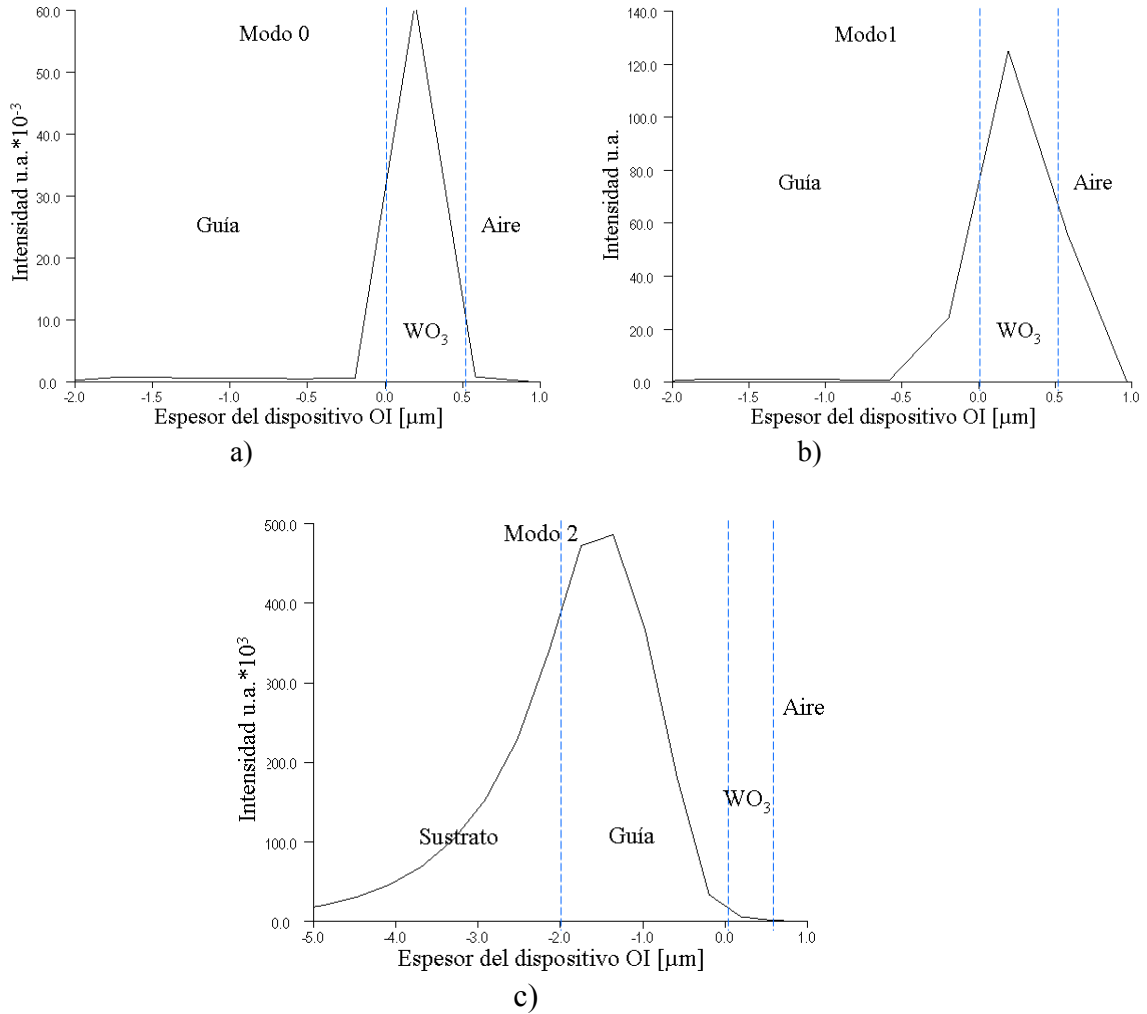 Modo 0
Intensidad u.a.*10-3
60.0
50.0
40.0
30.0
20.0
10.0
0.0
Guía
Aire
WO3
-2.0 -1.5 -1.0 -0.5 0.0 0.5 1.0
Espesor del dispositivo OI [µm]
a)
Modo1
Intensidad u.a.
140.
120.0
100.0
80.0
60.0
40.0
20.0
0.0
Guía
Aire
WO3
-2.0 -1.5 -1.0 -0.5 0.0 0.5 1.0
Espesor del dispositivo OI [µm]
b)
Modo 2
Intensidad u.a.*103
500.0
400.0
300.0
200.0
100.0
0.0
Aire
WO3
Sustrato
Guía
-5.0 -4.0 -3.0 -2.0 -1.0 0.0 1.0
Espesor del dispositivo OI [µm]
c)